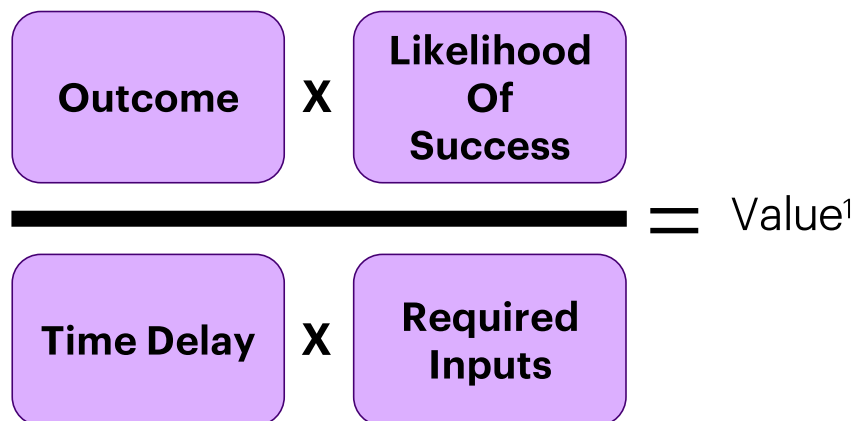 Outcome X Likelihood
Of
Success
= Value¹
Time Delay X Required
Inputs